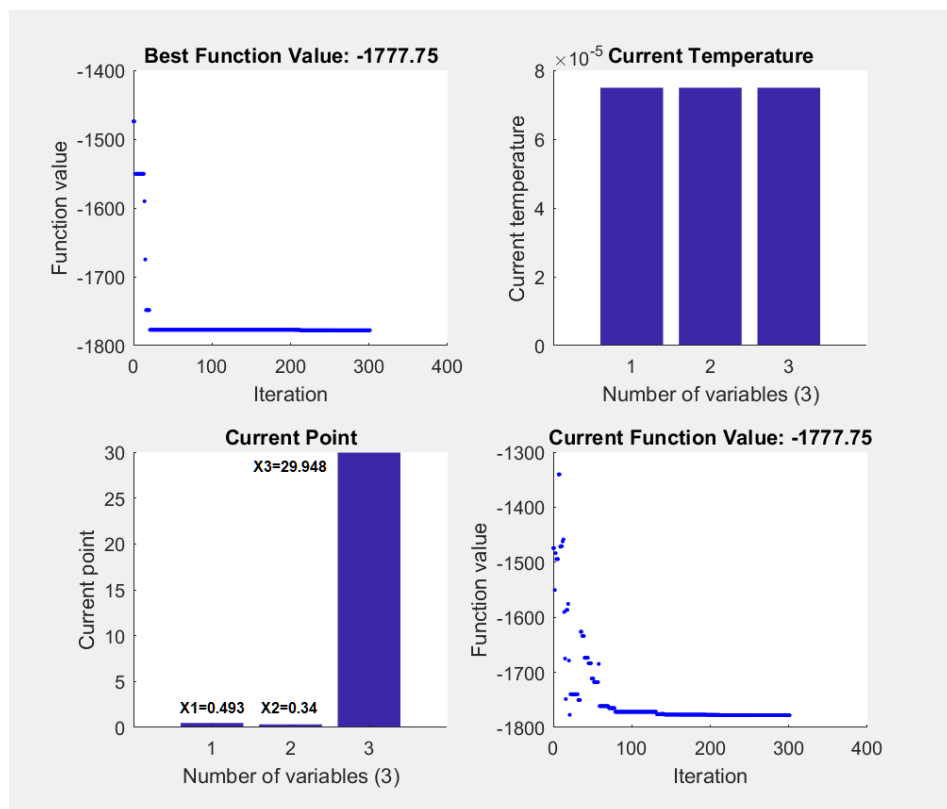 Best Function Value: -1777.75
-1400
-1500
-1600
-1700
-1800
Function value
0 100 200 300 400
Iteration
×10-5 Current Temperature
8
6
4
2
0
Current temperature
1 2 3
Number of variables (3)
Current Point
30
25
20
15
10
5
0
Current point
X3=29.948
X1=0.493 X2=0.34
1 2 3
Number of variables (3)
Current Function Value: -1777.75
-1300
-1400
-1500
-1600
-1700
-1800
Function value
0 100 200 300 400
Iteration